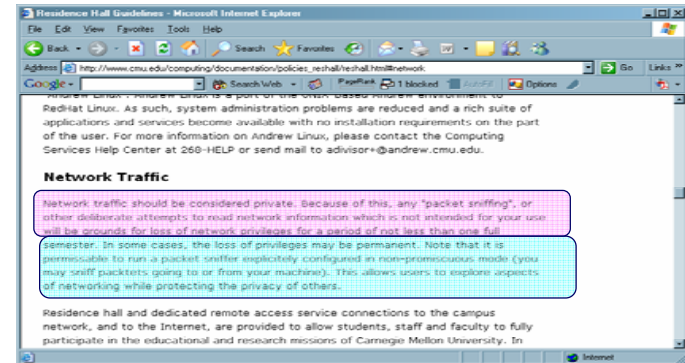 Residence Hall Guidelines - Microsoft Internet Explorer
File Edit View Favorites Tools Help
Back Search Favorites
Address http://www.cmu.edu/computing/documentation/policies_reshall/reshall.html#network Go Links »
Google Search Web PageRank 1 blocked AutoFill Options
Andrew Linux : Andrew Linux is a port of the UNIX based Andrew environment to
RedHat Linux. As such, system administration problems are reduced and a rich suite of
applications and services become available with no installation requirements on the part
of the user. For more information on Andrew Linux, please contact the Computing
Services Help Center at 268-HELP or send mail to advisor+@andrew.cmu.edu.
Network Traffic
Network traffic should be considered private. Because of this, any "packet sniffing", or
other deliberate attempts to read network information which is not intended for your use
will be grounds for loss of network privileges for a period of not less than one full
semester. In some cases, the loss of privileges may be permanent. Note that it is
permissable to run a packet sniffer explicitely configured in non-promiscuous mode (you
may sniff packtets going to or from your machine). This allows users to explore aspects
of networking while protecting the privacy of others.
Residence hall and dedicated remote access service connections to the campus
network, and to the Internet, are provided to allow students, staff and faculty to fully
participate in the educational and research missions of Carnegie Mellon University. In
Internet